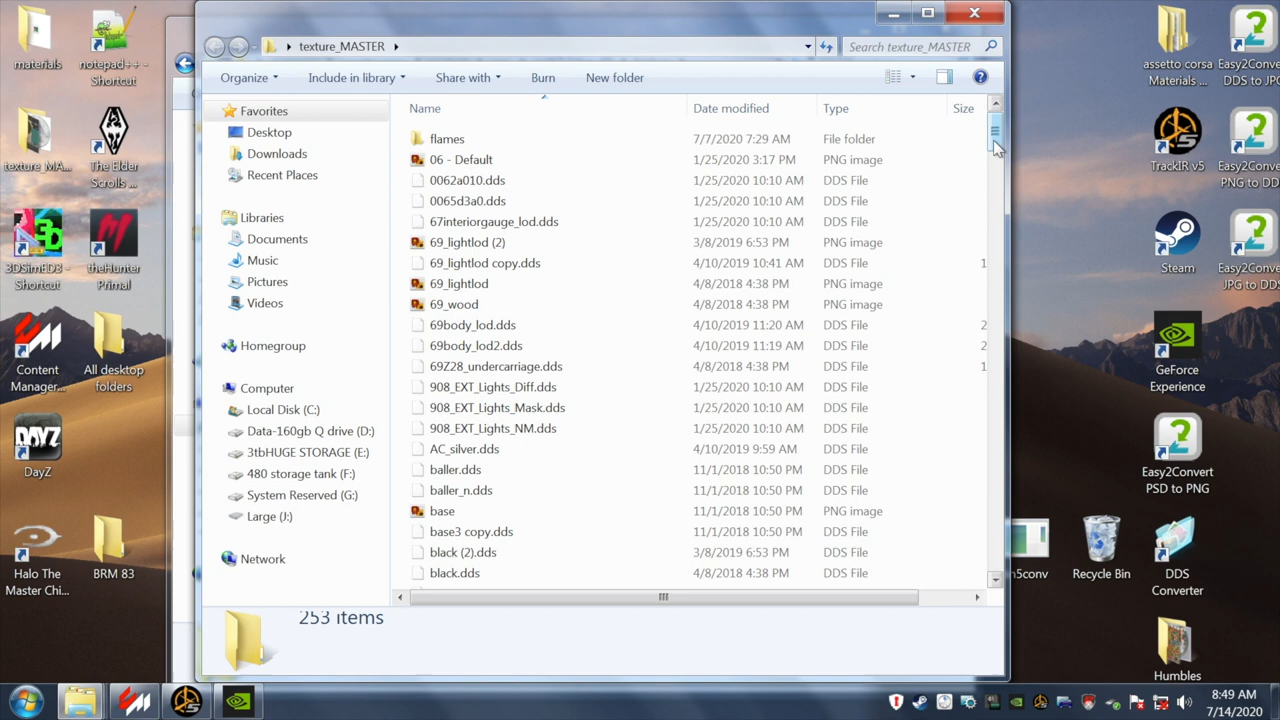 materials
notepad++ -
Shortcut
texture_MA...
The Elder
Scrolls ...
3DSimED3 -
Shortcut
theHunter
Primal
Content
Manager...
All desktop
folders
DayZ
Halo The
Master Chi...
BRM 83
texture_MASTER
Search texture_MASTER
Organize
Include in library
Share with
Burn
New folder
Favorites
Desktop
Downloads
Recent Places
Libraries
Documents
Music
Pictures
Videos
Homegroup
Computer
Local Disk (C:)
Data-160gb Q drive (D:)
3tbHUGE STORAGE (E:)
480 storage tank (F:)
System Reserved (G:)
Large (J:)
Network
Name Date modified Type Size
flames 7/7/2020 7:29 AM File folder
06 - Default 1/25/2020 3:17 PM PNG image
0062a010.dds 1/25/2020 10:10 AM DDS File
0065d3a0.dds 1/25/2020 10:10 AM DDS File
67interiorgauge_lod.dds 1/25/2020 10:10 AM DDS File
69_lightlod (2) 3/8/2019 6:53 PM PNG image
69_lightlod copy.dds 4/10/2019 10:41 AM DDS File 1
69_lightlod 4/8/2018 4:38 PM PNG image
69_wood 4/8/2018 4:38 PM PNG image
69body_lod.dds 4/10/2019 11:20 AM DDS File 2
69body_lod2.dds 4/10/2019 11:19 AM DDS File 2
69Z28_undercarriage.dds 4/8/2018 4:38 PM DDS File 1
908_EXT_Lights_Diff.dds 1/25/2020 10:10 AM DDS File
908_EXT_Lights_Mask.dds 1/25/2020 10:10 AM DDS File
908_EXT_Lights_NM.dds 1/25/2020 10:10 AM DDS File
AC_silver.dds 4/10/2019 9:59 AM DDS File
baller.dds 11/1/2018 10:50 PM DDS File
baller_n.dds 11/1/2018 10:50 PM DDS File
base 11/1/2018 10:50 PM PNG image
base3 copy.dds 11/1/2018 10:50 PM DDS File
black (2).dds 3/8/2019 6:53 PM DDS File
black.dds 4/8/2018 4:38 PM DDS File
253 items
assetto corsa
Materials ...
Easy2Convert
DDS to JPG
TrackIR v5
Easy2Convert
PNG to DD
Steam
Easy2Convert
JPG to DDS
GeForce
Experience
Easy2Convert
PSD to PNG
n5conv
Recycle Bin
DDS
Converter
Humbles
8:49 AM
7/14/2020